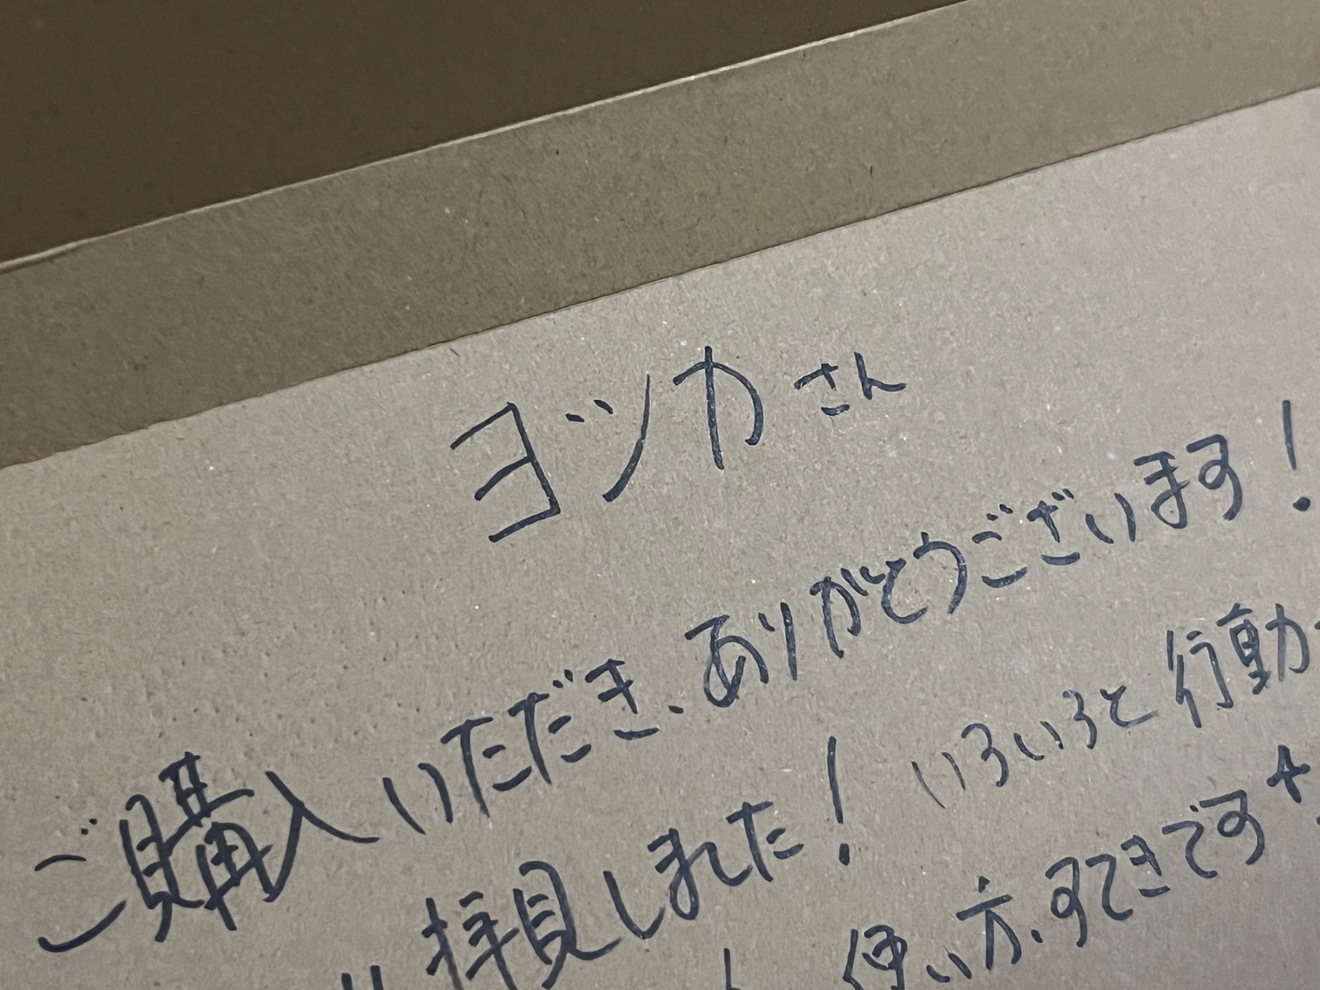 ヨツカさん
ご購入いただき、ありがとうございます！
拝見しました！ いろいろと行動
使い方、すてきです